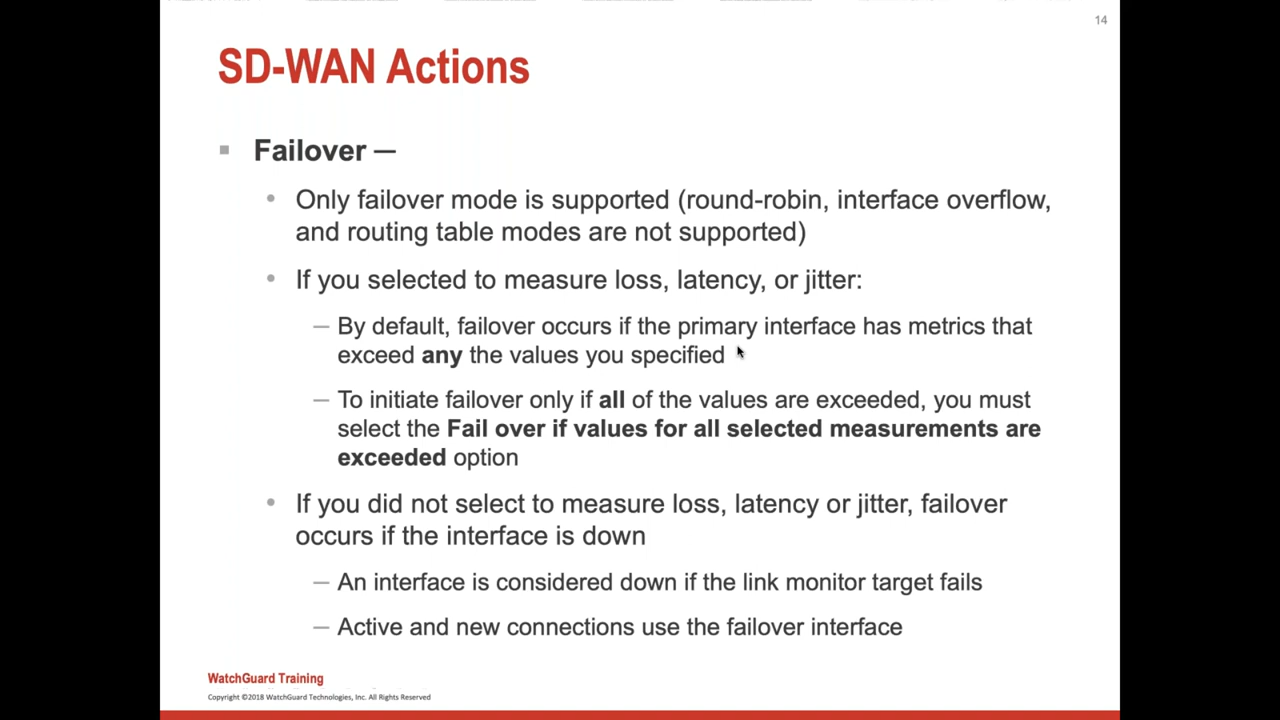 14
SD-WAN Actions
Failover —
Only failover mode is supported (round-robin, interface overflow,
and routing table modes are not supported)
If you selected to measure loss, latency, or jitter:
— By default, failover occurs if the primary interface has metrics that
exceed any the values you specified
— To initiate failover only if all of the values are exceeded, you must
select the Fail over if values for all selected measurements are
exceeded option
If you did not select to measure loss, latency or jitter, failover
occurs if the interface is down
— An interface is considered down if the link monitor target fails
— Active and new connections use the failover interface
WatchGuard Training
Copyright ©2018 WatchGuard Technologies, Inc. All Rights Reserved